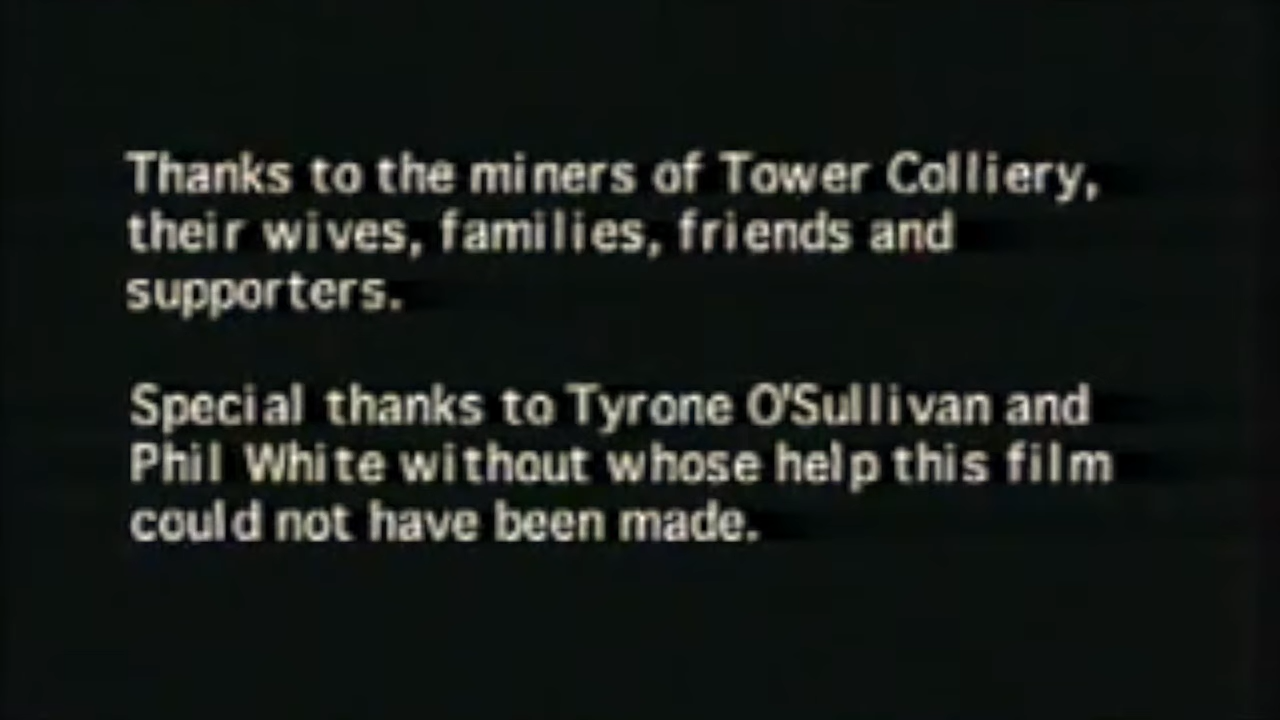 Thanks to the miners of Tower Colliery,
their wives, families, friends and
supporters.
Special thanks to Tyrone O'Sullivan and
Phil White without whose help this film
could not have been made.